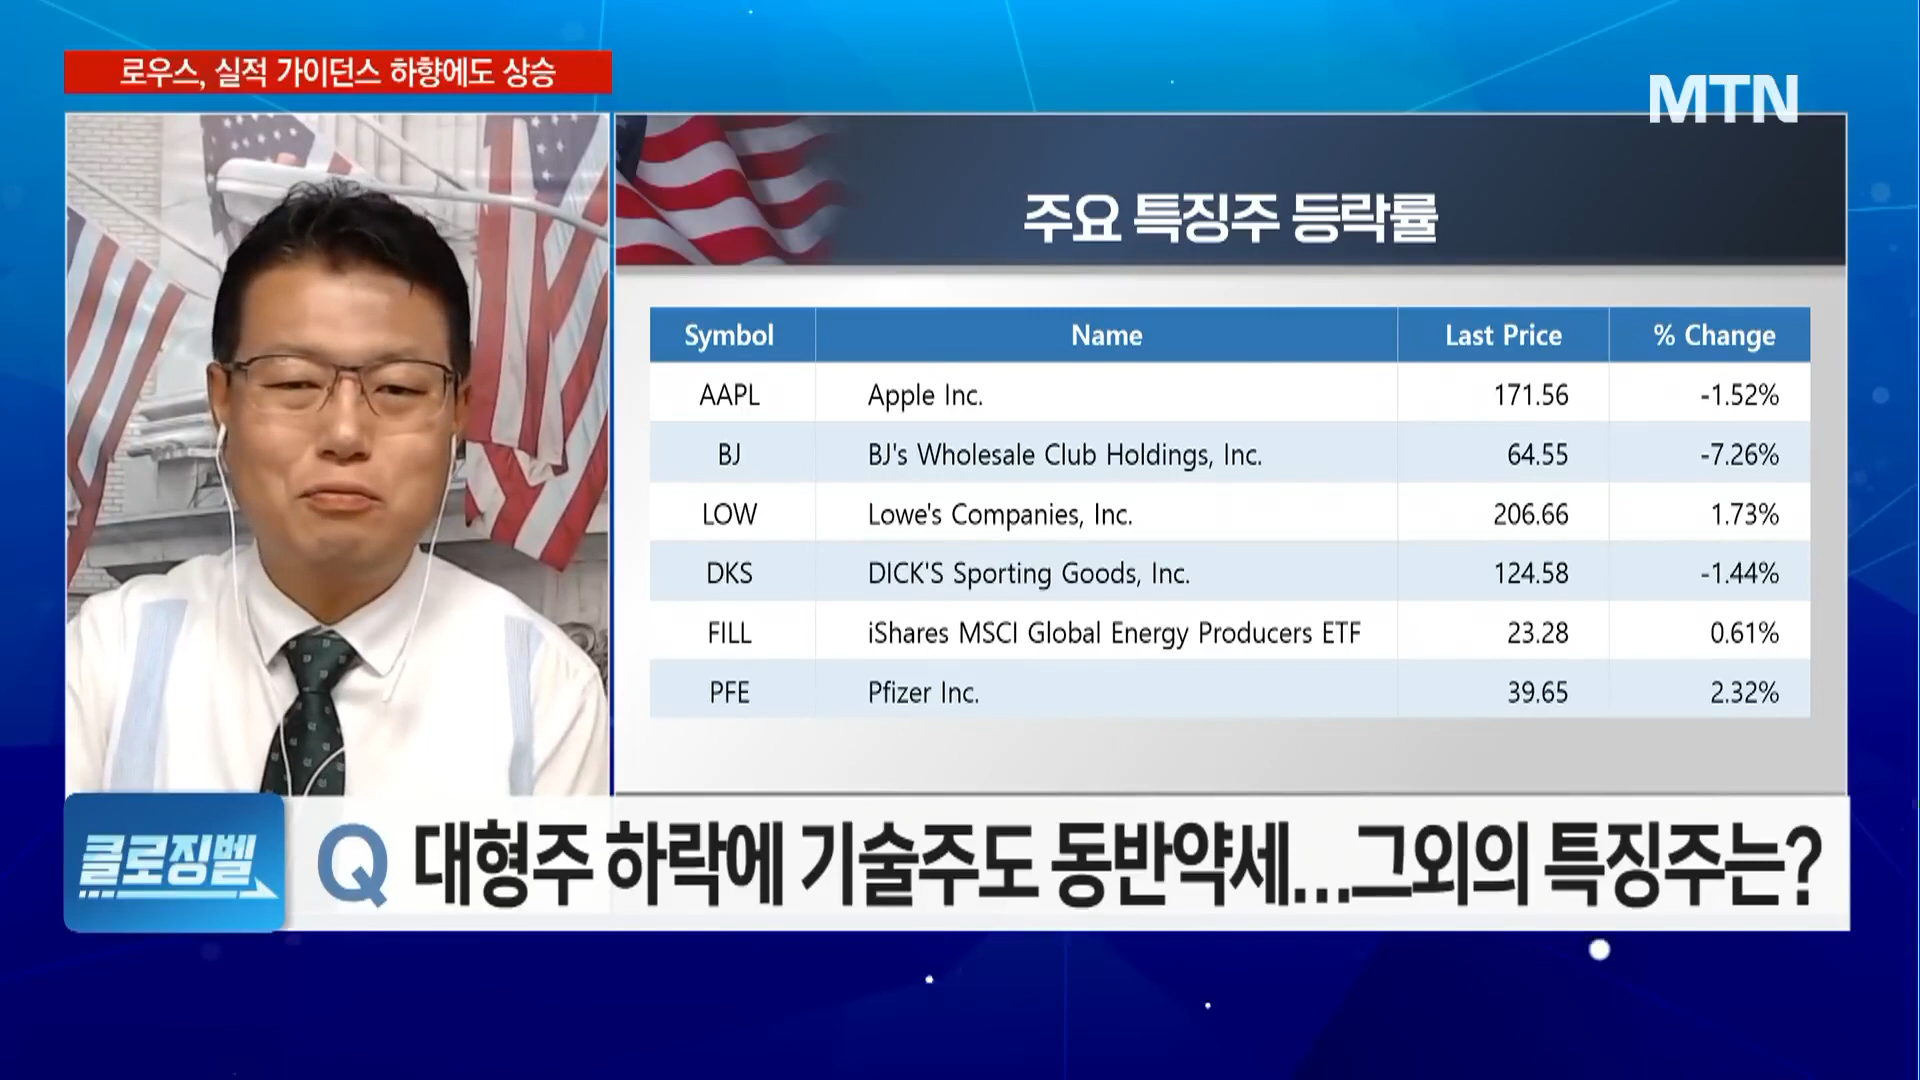 로우스, 실적 가이던스 하향에도 상승
MTN
주요 특징주 등락률
Symbol Name Last Price % Change
AAPL Apple Inc. 171.56 -1.52%
BJ BJ's Wholesale Club Holdings, Inc. 64.55 -7.26%
LOW Lowe's Companies, Inc. 206.66 1.73%
DKS DICK'S Sporting Goods, Inc. 124.58 -1.44%
FILL iShares MSCI Global Energy Producers ETF 23.28 0.61%
PFE Pfizer Inc. 39.65 2.32%
클로징벨
Q 대형주 하락에 기술주도 동반약세...그외의 특징주는?